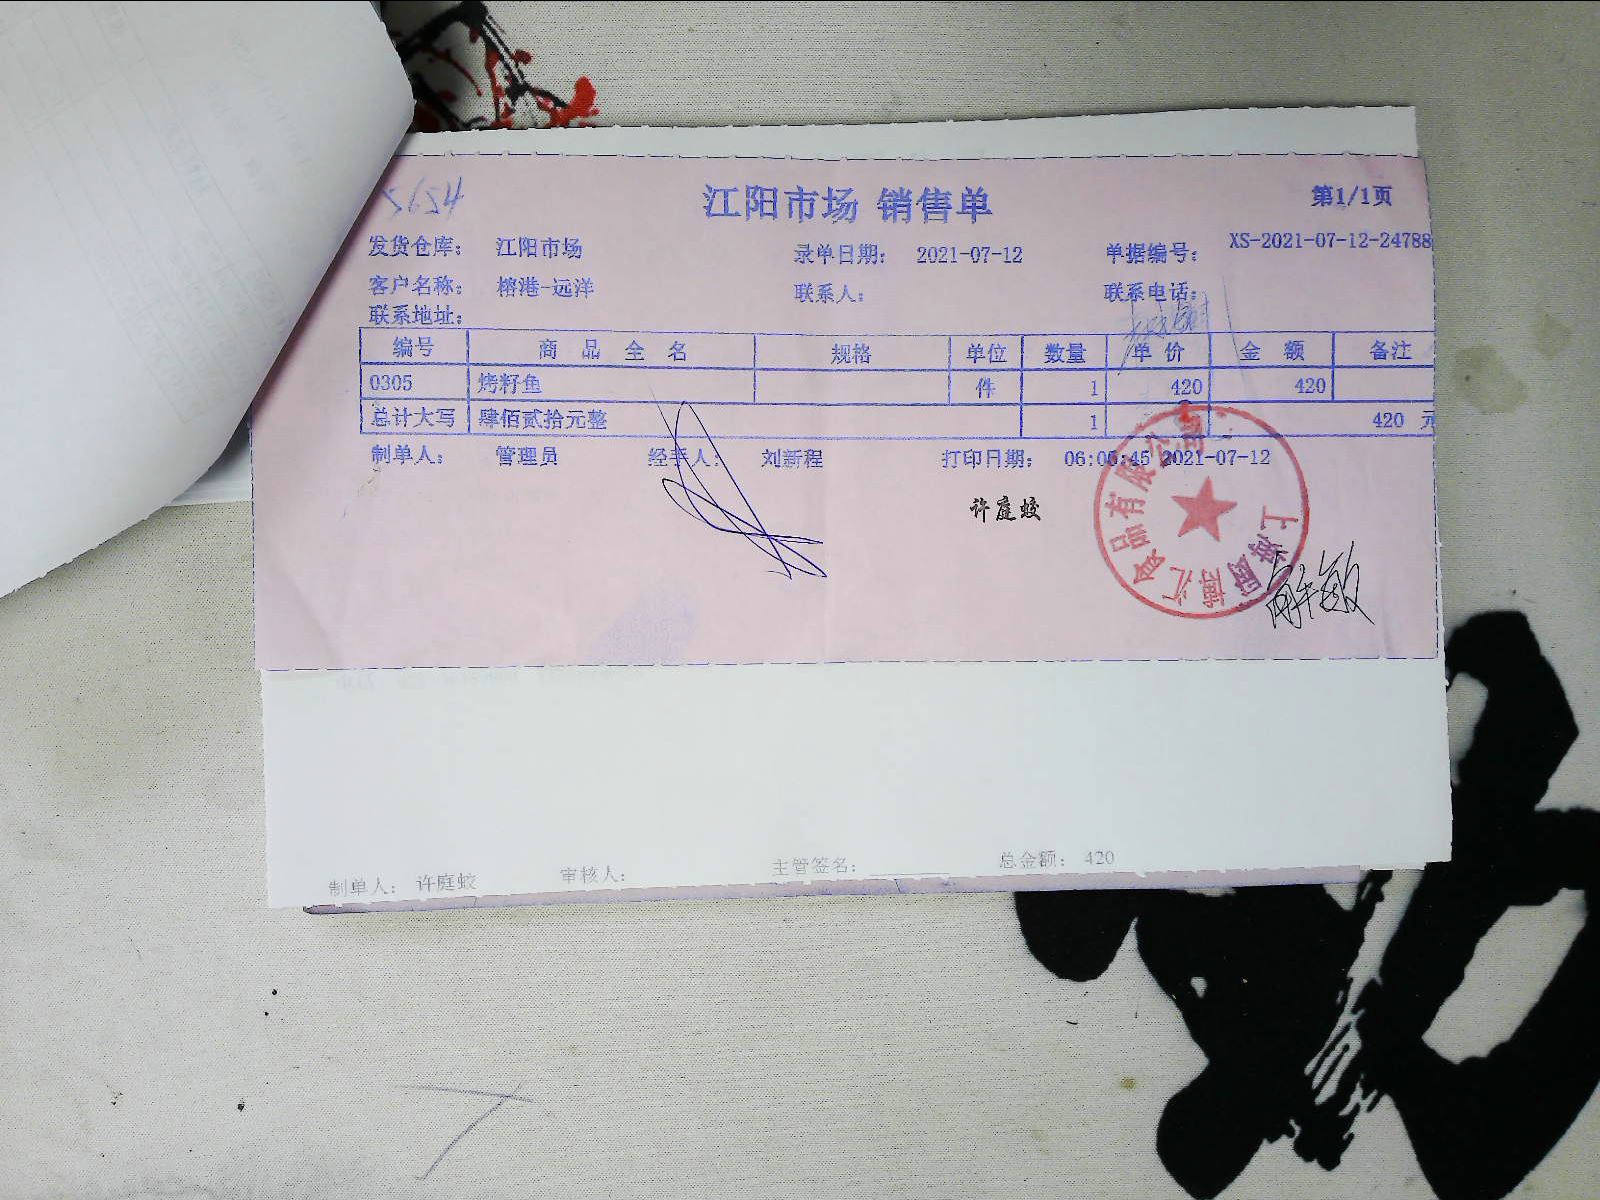 5654
江阳市场 销售单
第1/1页
发货仓库： 江阳市场 录单日期： 2021-07-12 单据编号： XS-2021-07-12-24788
客户名称： 榕港-远洋 联系人： 联系电话：
联系地址：
编号 商 品 全 名 规格 单位 数量 单 价 金 额 备注
0305 烤籽鱼 件 1 420 420
总计大写 肆佰贰拾元整 1 420 元
制单人： 管理员 经手人： 刘新程 打印日期： 06:05:45 2021-07-12
许庭蛟
解敏
制单人： 许庭蛟 审核人： 主管签名： 总金额： 420